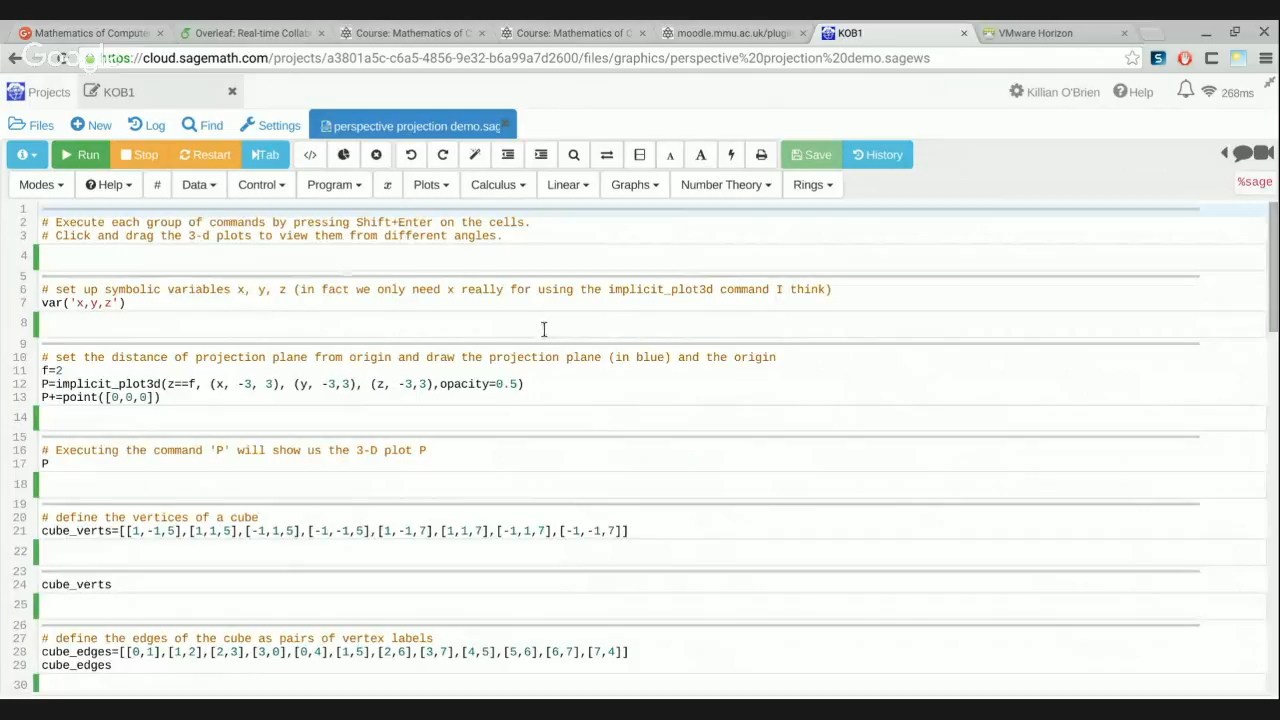 Mathematics of Compute
Overleaf: Real-time Collab
Course: Mathematics of C
Course: Mathematics of C
moodle.mmu.ac.uk/plugi
KOB1
VMware Horizon
https://cloud.sagemath.com/projects/a3801a5c-c6a5-4856-9e32-b6a99a7d2600/files/graphics/perspective%20projection%20demo.sagews
Google
Projects
KOB1
Killian O'Brien
Help
268ms
Files
New
Log
Find
Settings
perspective projection demo.sag
Run
Stop
Restart
Tab
</>
A
A
Save
History
Modes
Help
#
Data
Control
Program
x
Plots
Calculus
Linear
Graphs
Number Theory
Rings
%sage
1
2 # Execute each group of commands by pressing Shift+Enter on the cells.
3 # Click and drag the 3-d plots to view them from different angles.
4
5
6 # set up symbolic variables x, y, z (in fact we only need x really for using the implicit_plot3d command I think)
7 var('x,y,z')
8
9
10 # set the distance of projection plane from origin and draw the projection plane (in blue) and the origin
11 f=2
12 P=implicit_plot3d(z==f, (x, -3, 3), (y, -3,3), (z, -3,3),opacity=0.5)
13 P+=point([0,0,0])
14
15
16 # Executing the command 'P' will show us the 3-D plot P
17 P
18
19
20 # define the vertices of a cube
21 cube_verts=[[1,-1,5],[1,1,5],[-1,1,5],[-1,-1,5],[1,-1,7],[1,1,7],[-1,1,7],[-1,-1,7]]
22
23
24 cube_verts
25
26
27 # define the edges of the cube as pairs of vertex labels
28 cube_edges=[[0,1],[1,2],[2,3],[3,0],[0,4],[1,5],[2,6],[3,7],[4,5],[5,6],[6,7],[7,4]]
29 cube_edges
30